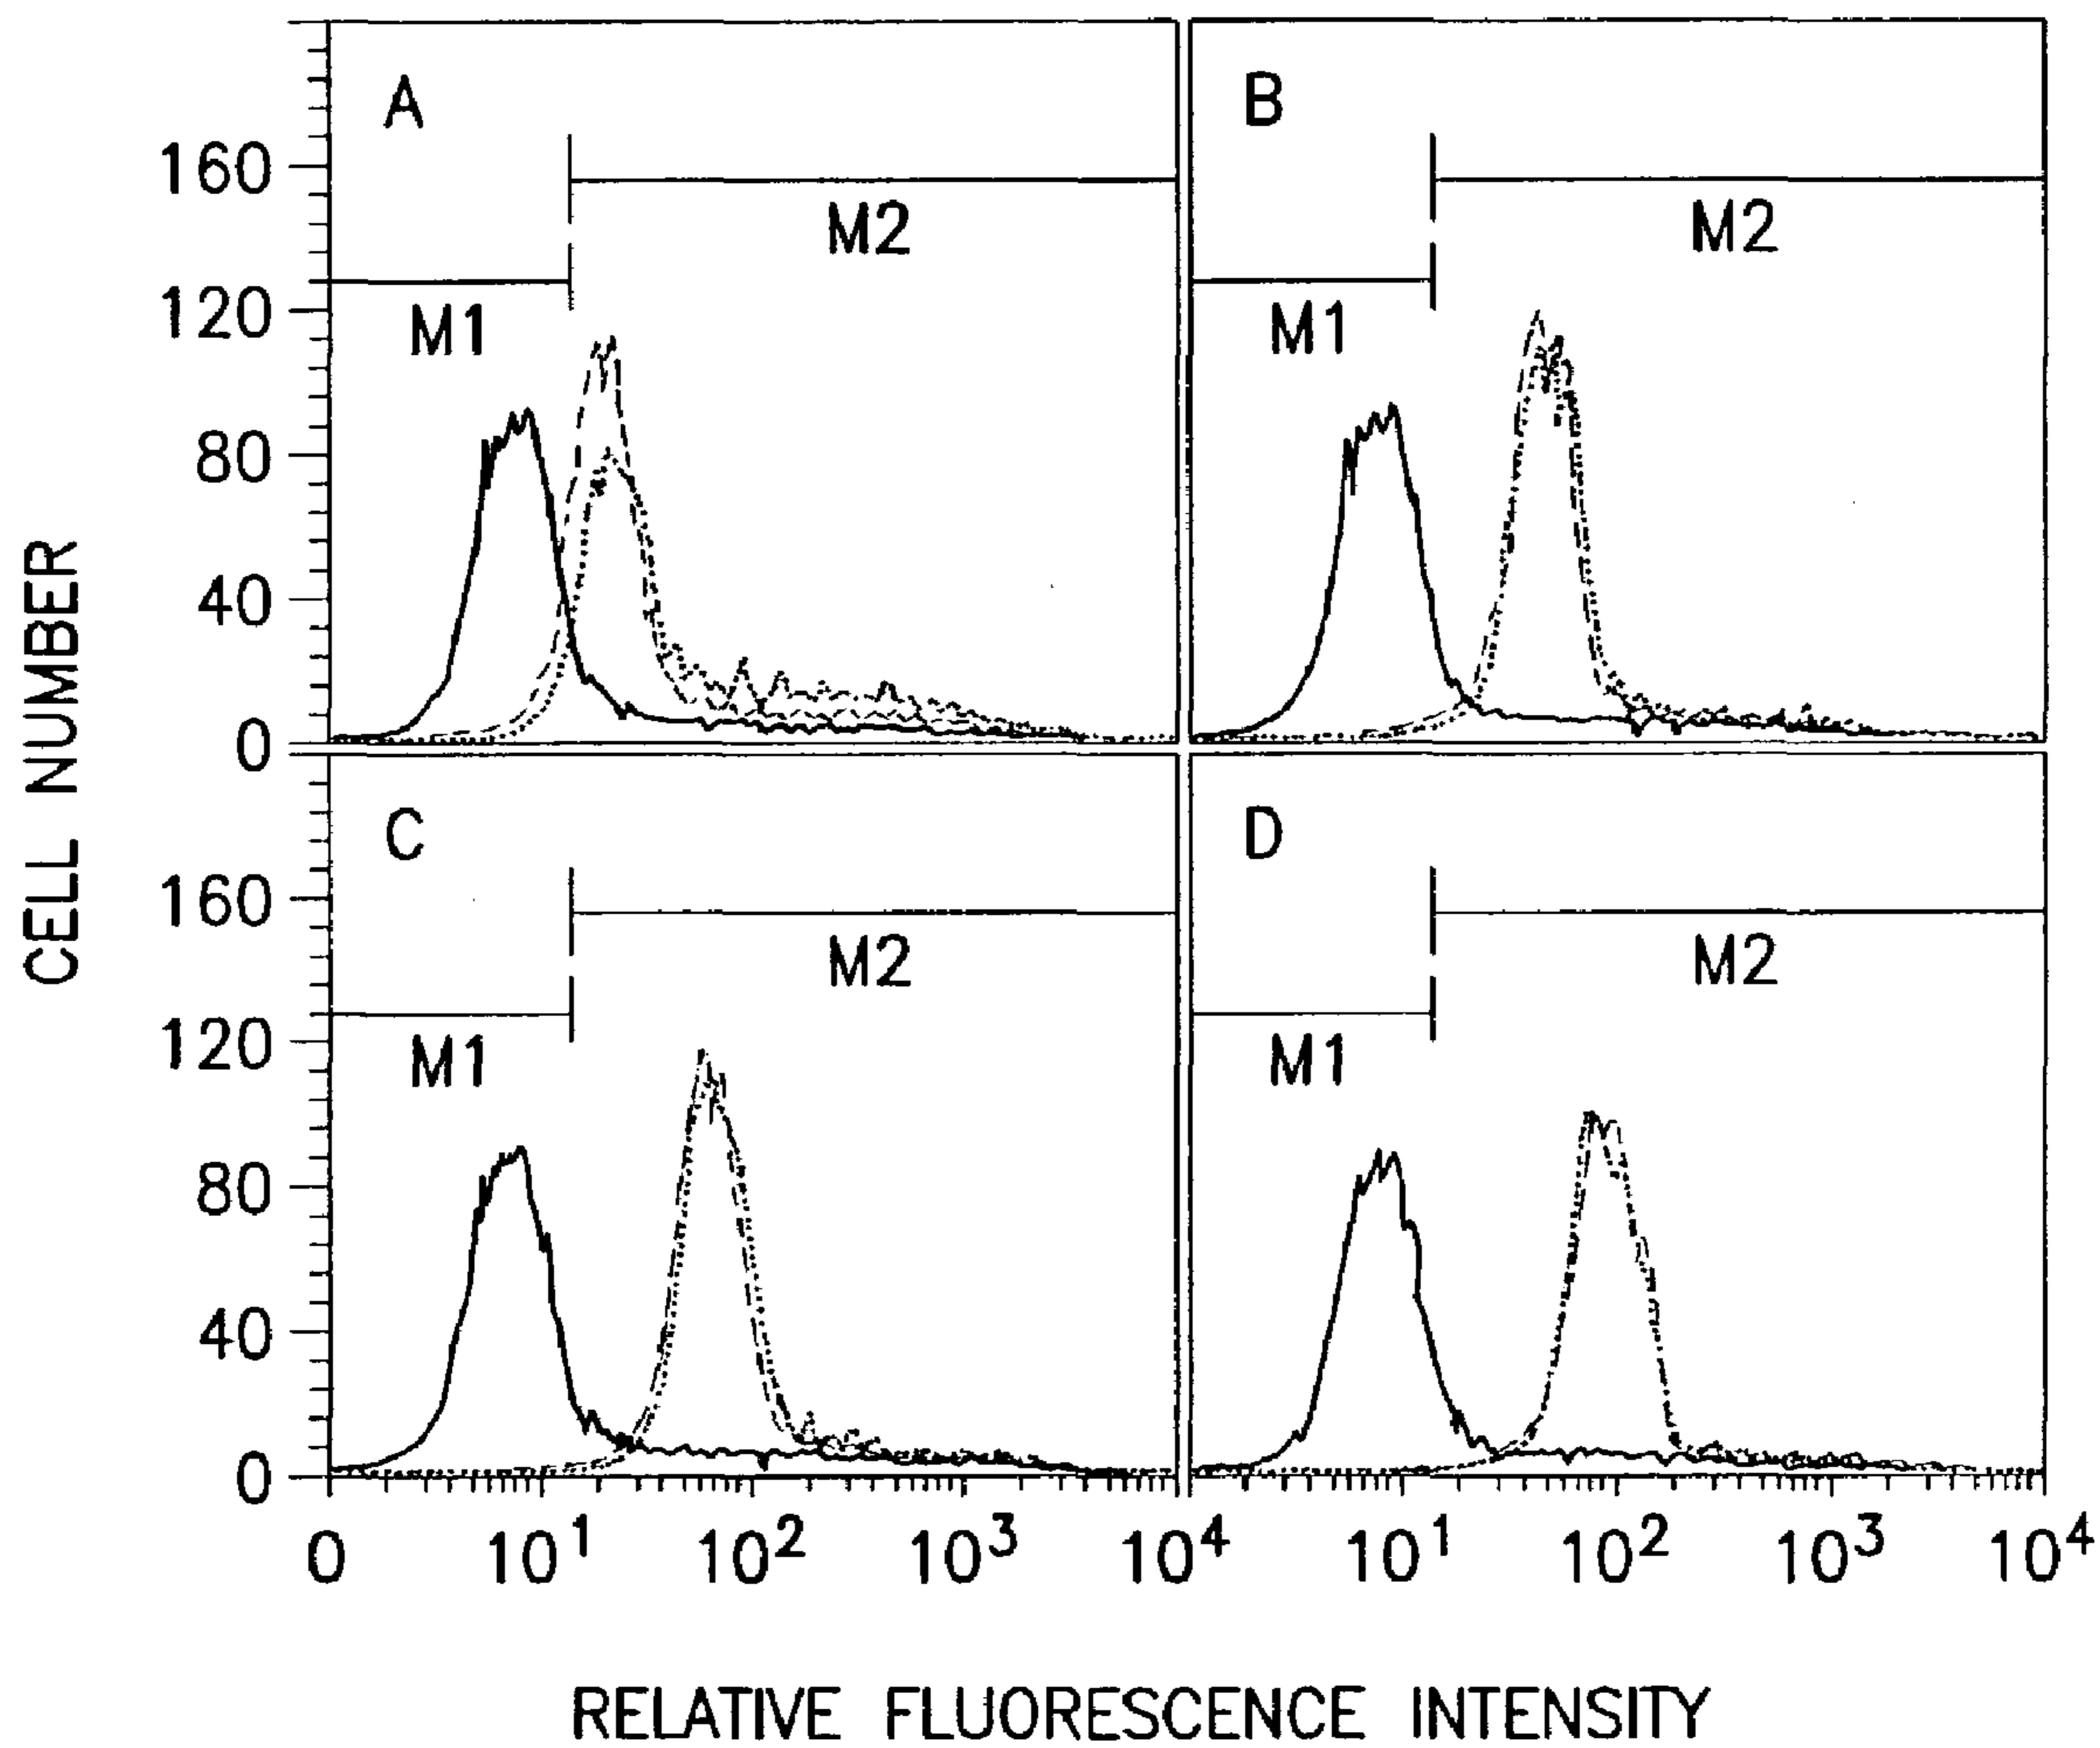 A
B
160
M2
M2
120
M1
M1
80
40
0
CELL NUMBER
C
D
160
M2
M2
120
M1
M1
80
40
0
0 10¹ 10² 10³ 10⁴ 10¹ 10² 10³ 10⁴
RELATIVE FLUORESCENCE INTENSITY